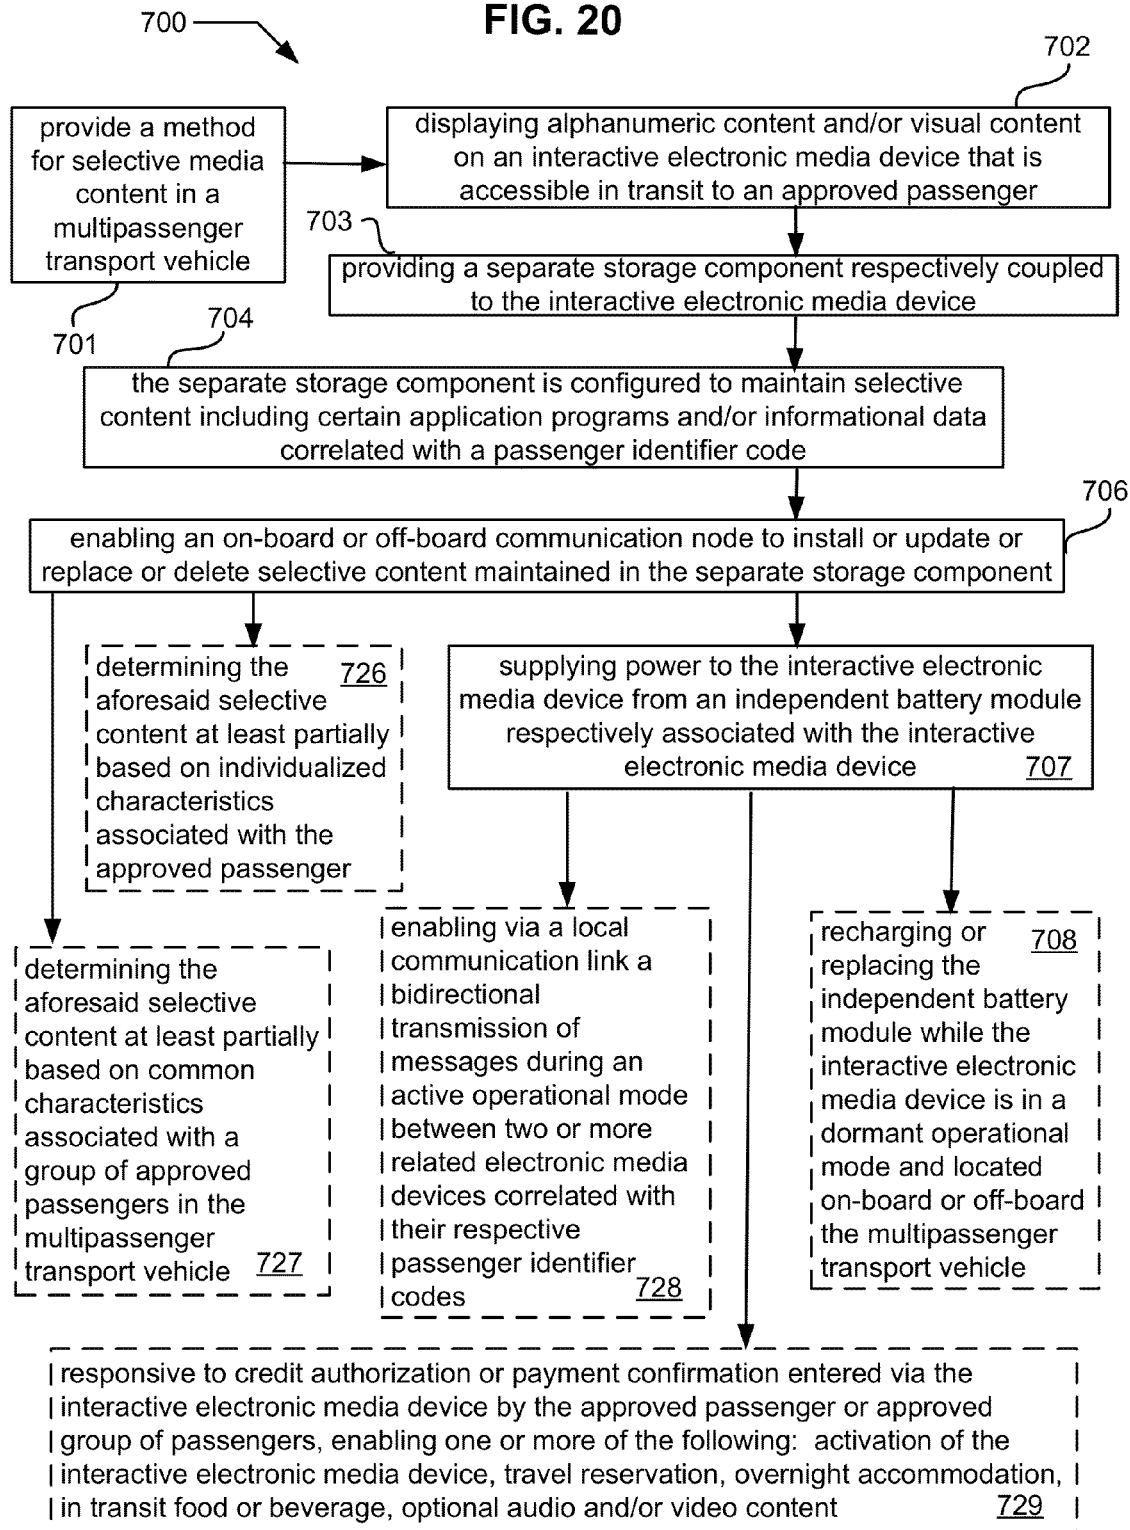 FIG. 20
700
702
provide a method
for selective media
content in a
multipassenger
transport vehicle
701
displaying alphanumeric content and/or visual content
on an interactive electronic media device that is
accessible in transit to an approved passenger
703
providing a separate storage component respectively coupled
to the interactive electronic media device
704
the separate storage component is configured to maintain selective
content including certain application programs and/or informational data
correlated with a passenger identifier code
706
enabling an on-board or off-board communication node to install or update or
replace or delete selective content maintained in the separate storage component
determining the 726
aforesaid selective
content at least partially
based on individualized
characteristics
associated with the
approved passenger
supplying power to the interactive electronic
media device from an independent battery module
respectively associated with the interactive
electronic media device 707
determining the
aforesaid selective
content at least partially
based on common
characteristics
associated with a
group of approved
passengers in the
multipassenger
transport vehicle 727
enabling via a local
communication link a
bidirectional
transmission of
messages during an
active operational mode
between two or more
related electronic media
devices correlated with
their respective
passenger identifier
codes 728
recharging or 708
replacing the
independent battery
module while the
interactive electronic
media device is in a
dormant operational
mode and located
on-board or off-board
the multipassenger
transport vehicle
responsive to credit authorization or payment confirmation entered via the
interactive electronic media device by the approved passenger or approved
group of passengers, enabling one or more of the following: activation of the
interactive electronic media device, travel reservation, overnight accommodation,
in transit food or beverage, optional audio and/or video content 729